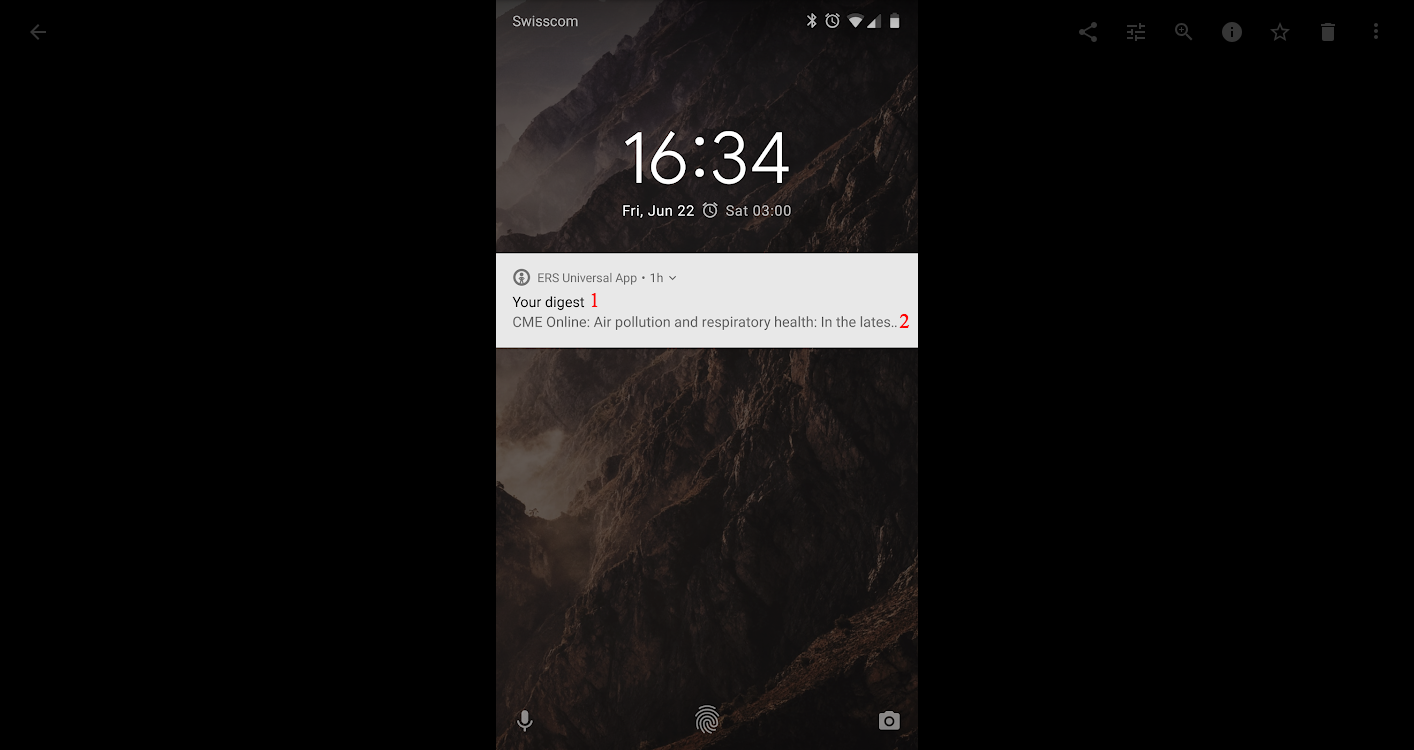 Swisscom
16:34
Fri, Jun 22 Sat 03:00
ERS Universal App • 1h
Your digest 1
CME Online: Air pollution and respiratory health: In the lates.. 2